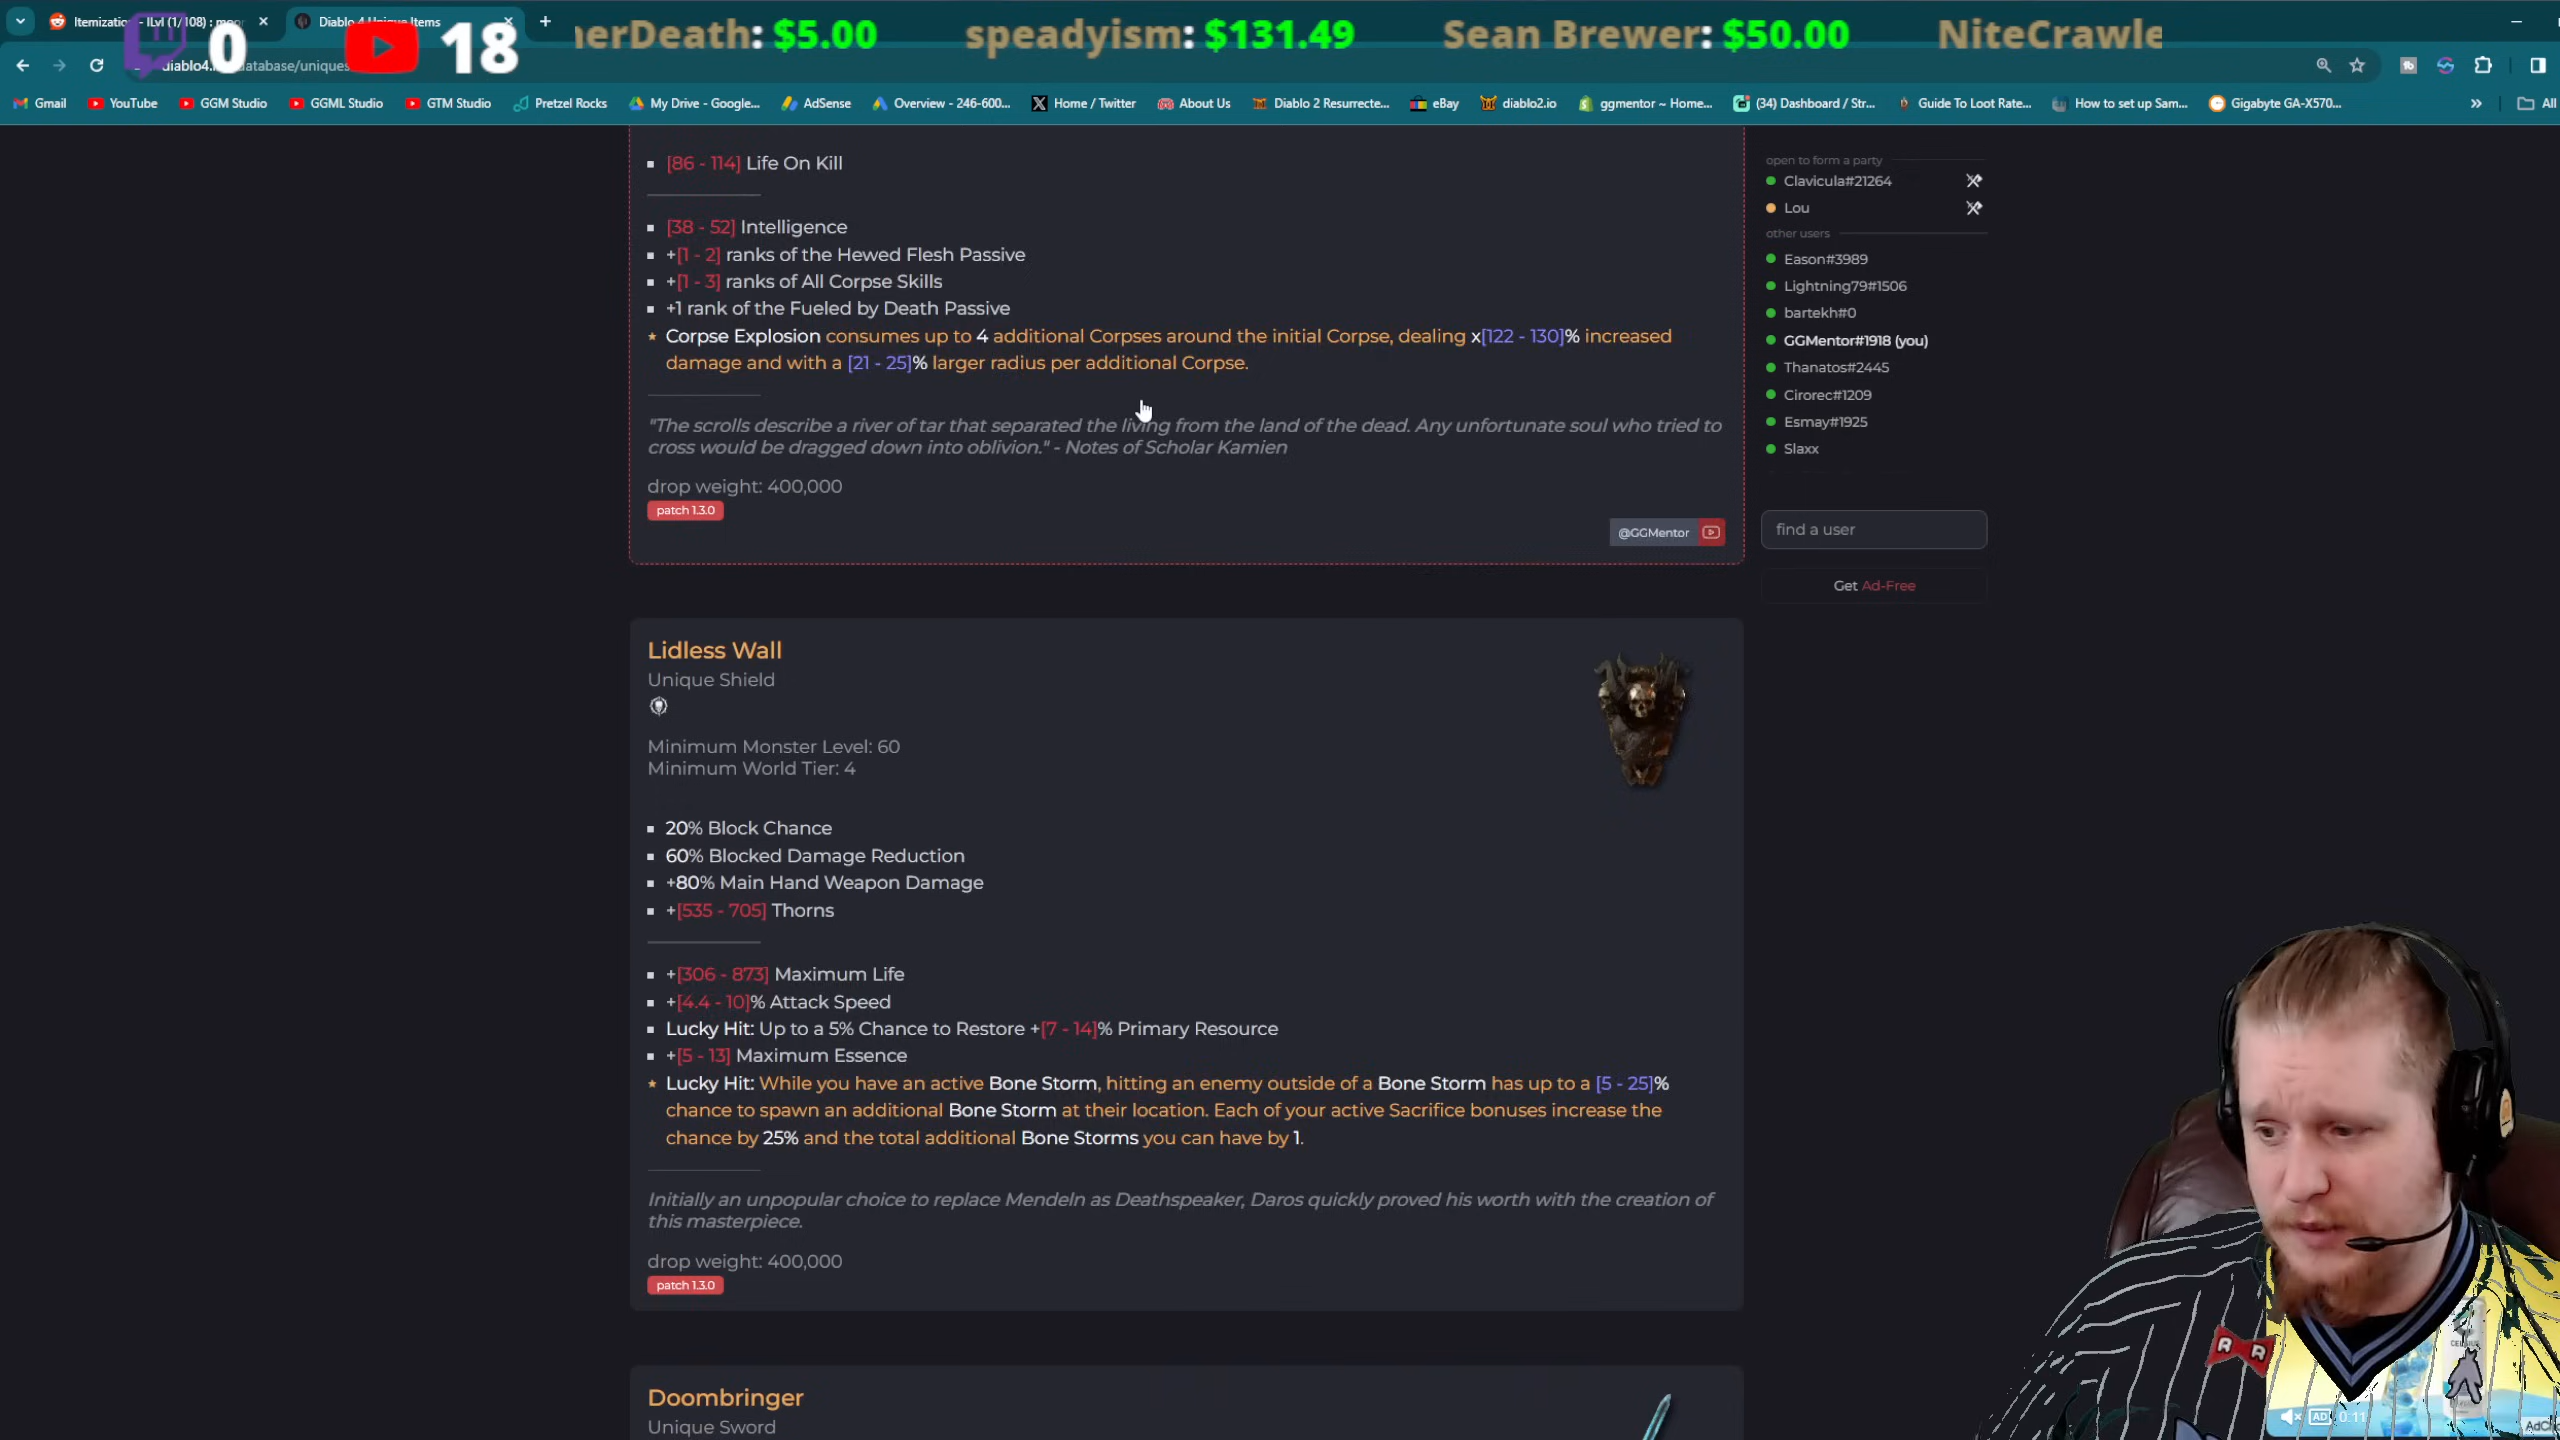 Itemization - ILvl (1/108) : mo
Diablo 4 Unique Items
0
18
nerDeath: $5.00
speadyism: $131.49
Sean Brewer: $50.00
NiteCrawle
diablo4.
atabase/uniques
Gmail
YouTube
GGM Studio
GGML Studio
GTM Studio
Pretzel Rocks
My Drive - Google...
AdSense
Overview - 246-600...
Home / Twitter
About Us
Diablo 2 Resurrecte...
eBay
diablo2.io
ggmentor ~ Home...
(34) Dashboard / Str...
Guide To Loot Rate...
How to set up Sam...
Gigabyte GA-X570...
»
All
[86 - 114] Life On Kill
[38 - 52] Intelligence
+[1 - 2] ranks of the Hewed Flesh Passive
+[1 - 3] ranks of All Corpse Skills
+1 rank of the Fueled by Death Passive
Corpse Explosion consumes up to 4 additional Corpses around the initial Corpse, dealing x[122 - 130]% increased
damage and with a [21 - 25]% larger radius per additional Corpse.
"The scrolls describe a river of tar that separated the living from the land of the dead. Any unfortunate soul who tried to
cross would be dragged down into oblivion." - Notes of Scholar Kamien
drop weight: 400,000
patch 1.3.0
@GGMentor
Lidless Wall
Unique Shield
Minimum Monster Level: 60
Minimum World Tier: 4
20% Block Chance
60% Blocked Damage Reduction
+80% Main Hand Weapon Damage
+[535 - 705] Thorns
+[306 - 873] Maximum Life
+[4.4 - 10]% Attack Speed
Lucky Hit: Up to a 5% Chance to Restore +[7 - 14]% Primary Resource
+[5 - 13] Maximum Essence
Lucky Hit: While you have an active Bone Storm, hitting an enemy outside of a Bone Storm has up to a [5 - 25]%
chance to spawn an additional Bone Storm at their location. Each of your active Sacrifice bonuses increase the
chance by 25% and the total additional Bone Storms you can have by 1.
Initially an unpopular choice to replace Mendeln as Deathspeaker, Daros quickly proved his worth with the creation of
this masterpiece.
drop weight: 400,000
patch 1.3.0
Doombringer
Unique Sword
open to form a party
Clavicula#21264
Lou
other users
Eason#3989
Lightning79#1506
bartekh#0
GGMentor#1918 (you)
Thanatos#2445
Cirorec#1209
Esmay#1925
Slaxx
find a user
Get Ad-Free
R R
AD 0:11